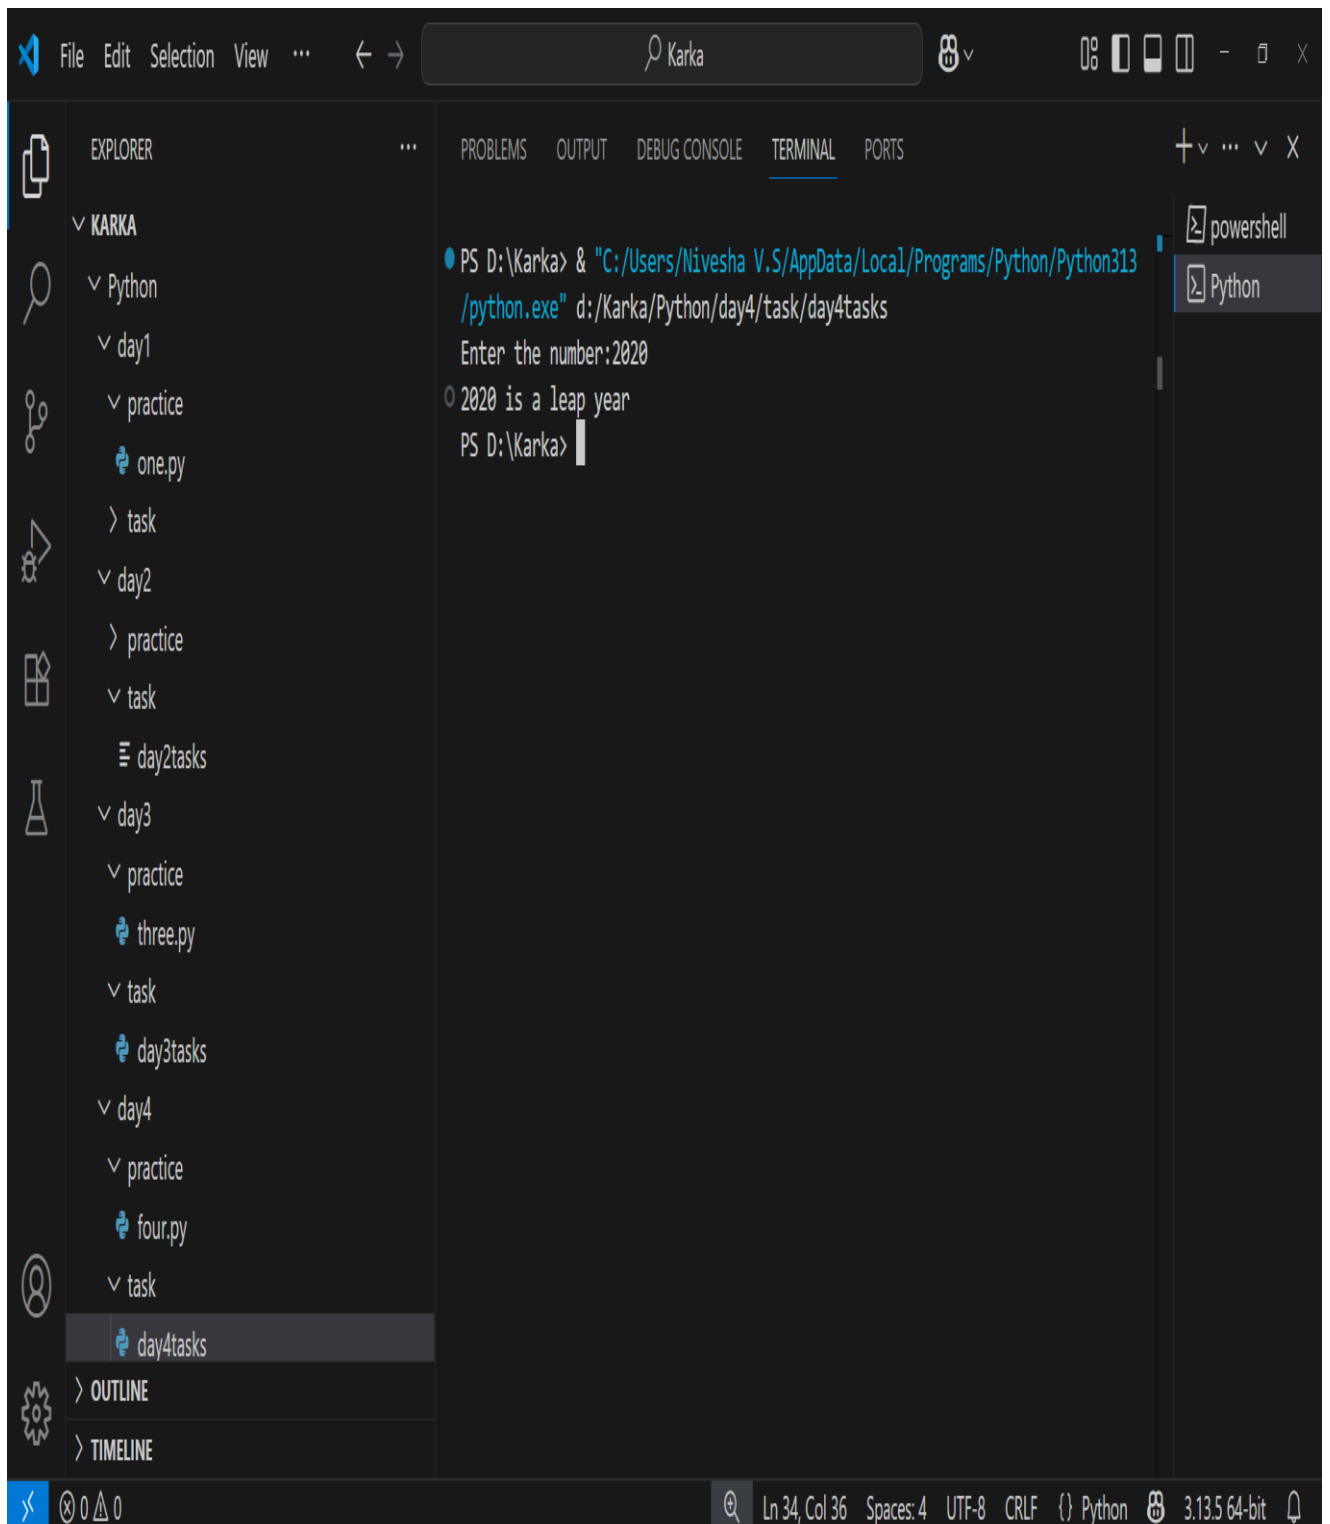 File Edit Selection View ··· Karka
EXPLORER ···
KARKA
Python
day1
practice
one.py
task
day2
practice
task
day2tasks
day3
practice
three.py
task
day3tasks
day4
practice
four.py
task
day4tasks
OUTLINE
TIMELINE
PROBLEMS OUTPUT DEBUG CONSOLE TERMINAL PORTS
PS D:\Karka> & "C:/Users/Nivesha V.S/AppData/Local/Programs/Python/Python313
/python.exe" d:/Karka/Python/day4/task/day4tasks
Enter the number:2020
2020 is a leap year
PS D:\Karka>
powershell
Python
0 0 Ln 34, Col 36 Spaces: 4 UTF-8 CRLF {} Python 3.13.5 64-bit